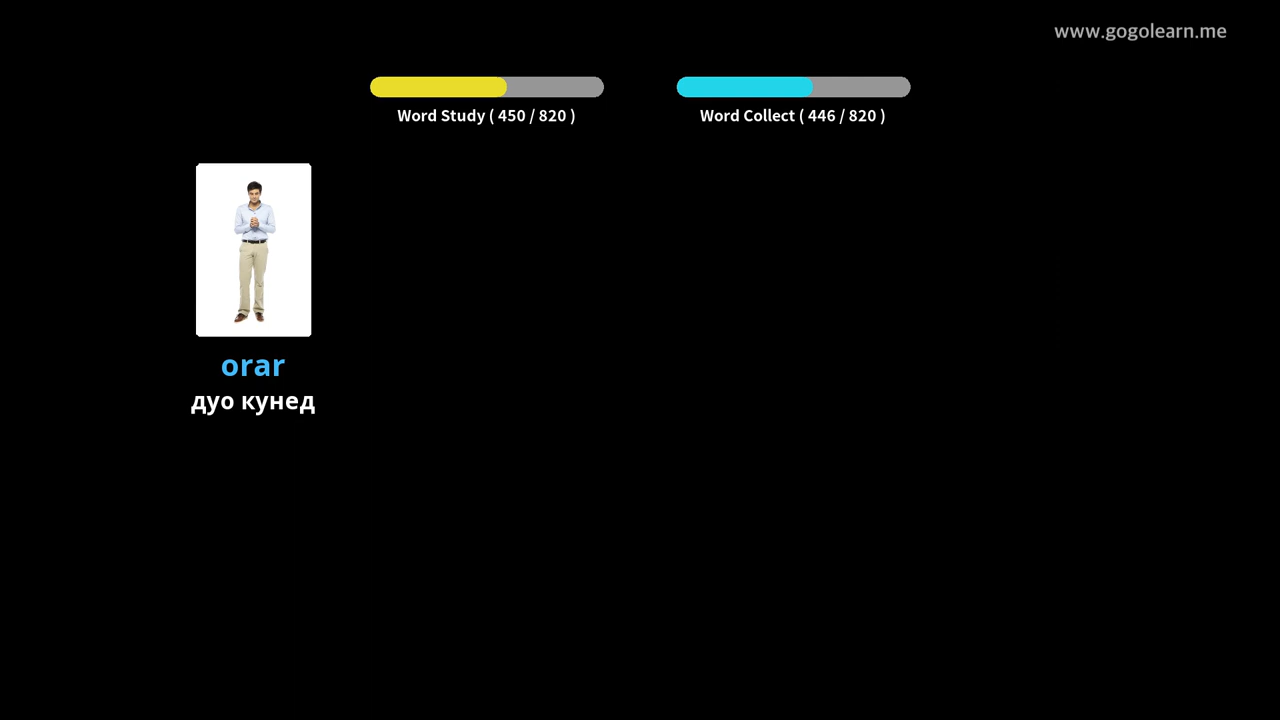 www.gogolearn.me
Word Study ( 450 / 820 )
Word Collect ( 446 / 820 )
orar
дуо кунед